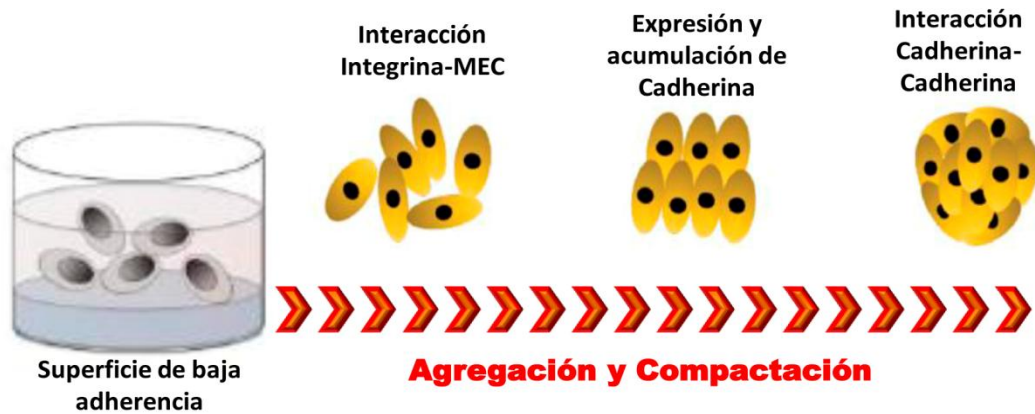 Interacción
Integrina-MEC
Expresión y
acumulación de
Cadherina
Interacción
Cadherina-
Cadherina
Superficie de baja
adherencia
Agregación y Compactación